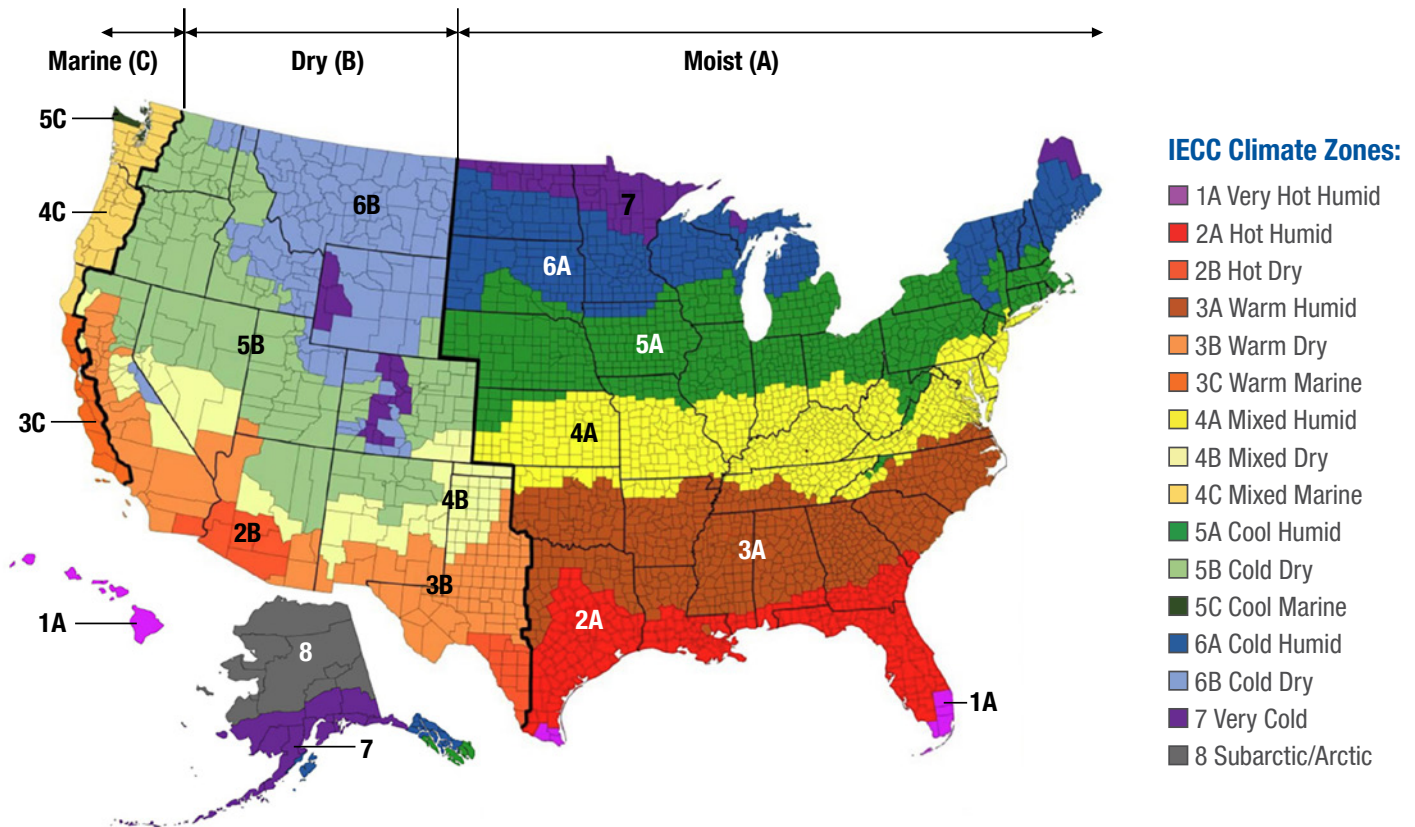 Marine (C)
Dry (B)
Moist (A)
5C
4C
6B
7
6A
5B
5A
3C
4A
4B
2B
3A
3B
1A
2A
8
1A
7
IECC Climate Zones:
1A Very Hot Humid
2A Hot Humid
2B Hot Dry
3A Warm Humid
3B Warm Dry
3C Warm Marine
4A Mixed Humid
4B Mixed Dry
4C Mixed Marine
5A Cool Humid
5B Cold Dry
5C Cool Marine
6A Cold Humid
6B Cold Dry
7 Very Cold
8 Subarctic/Arctic